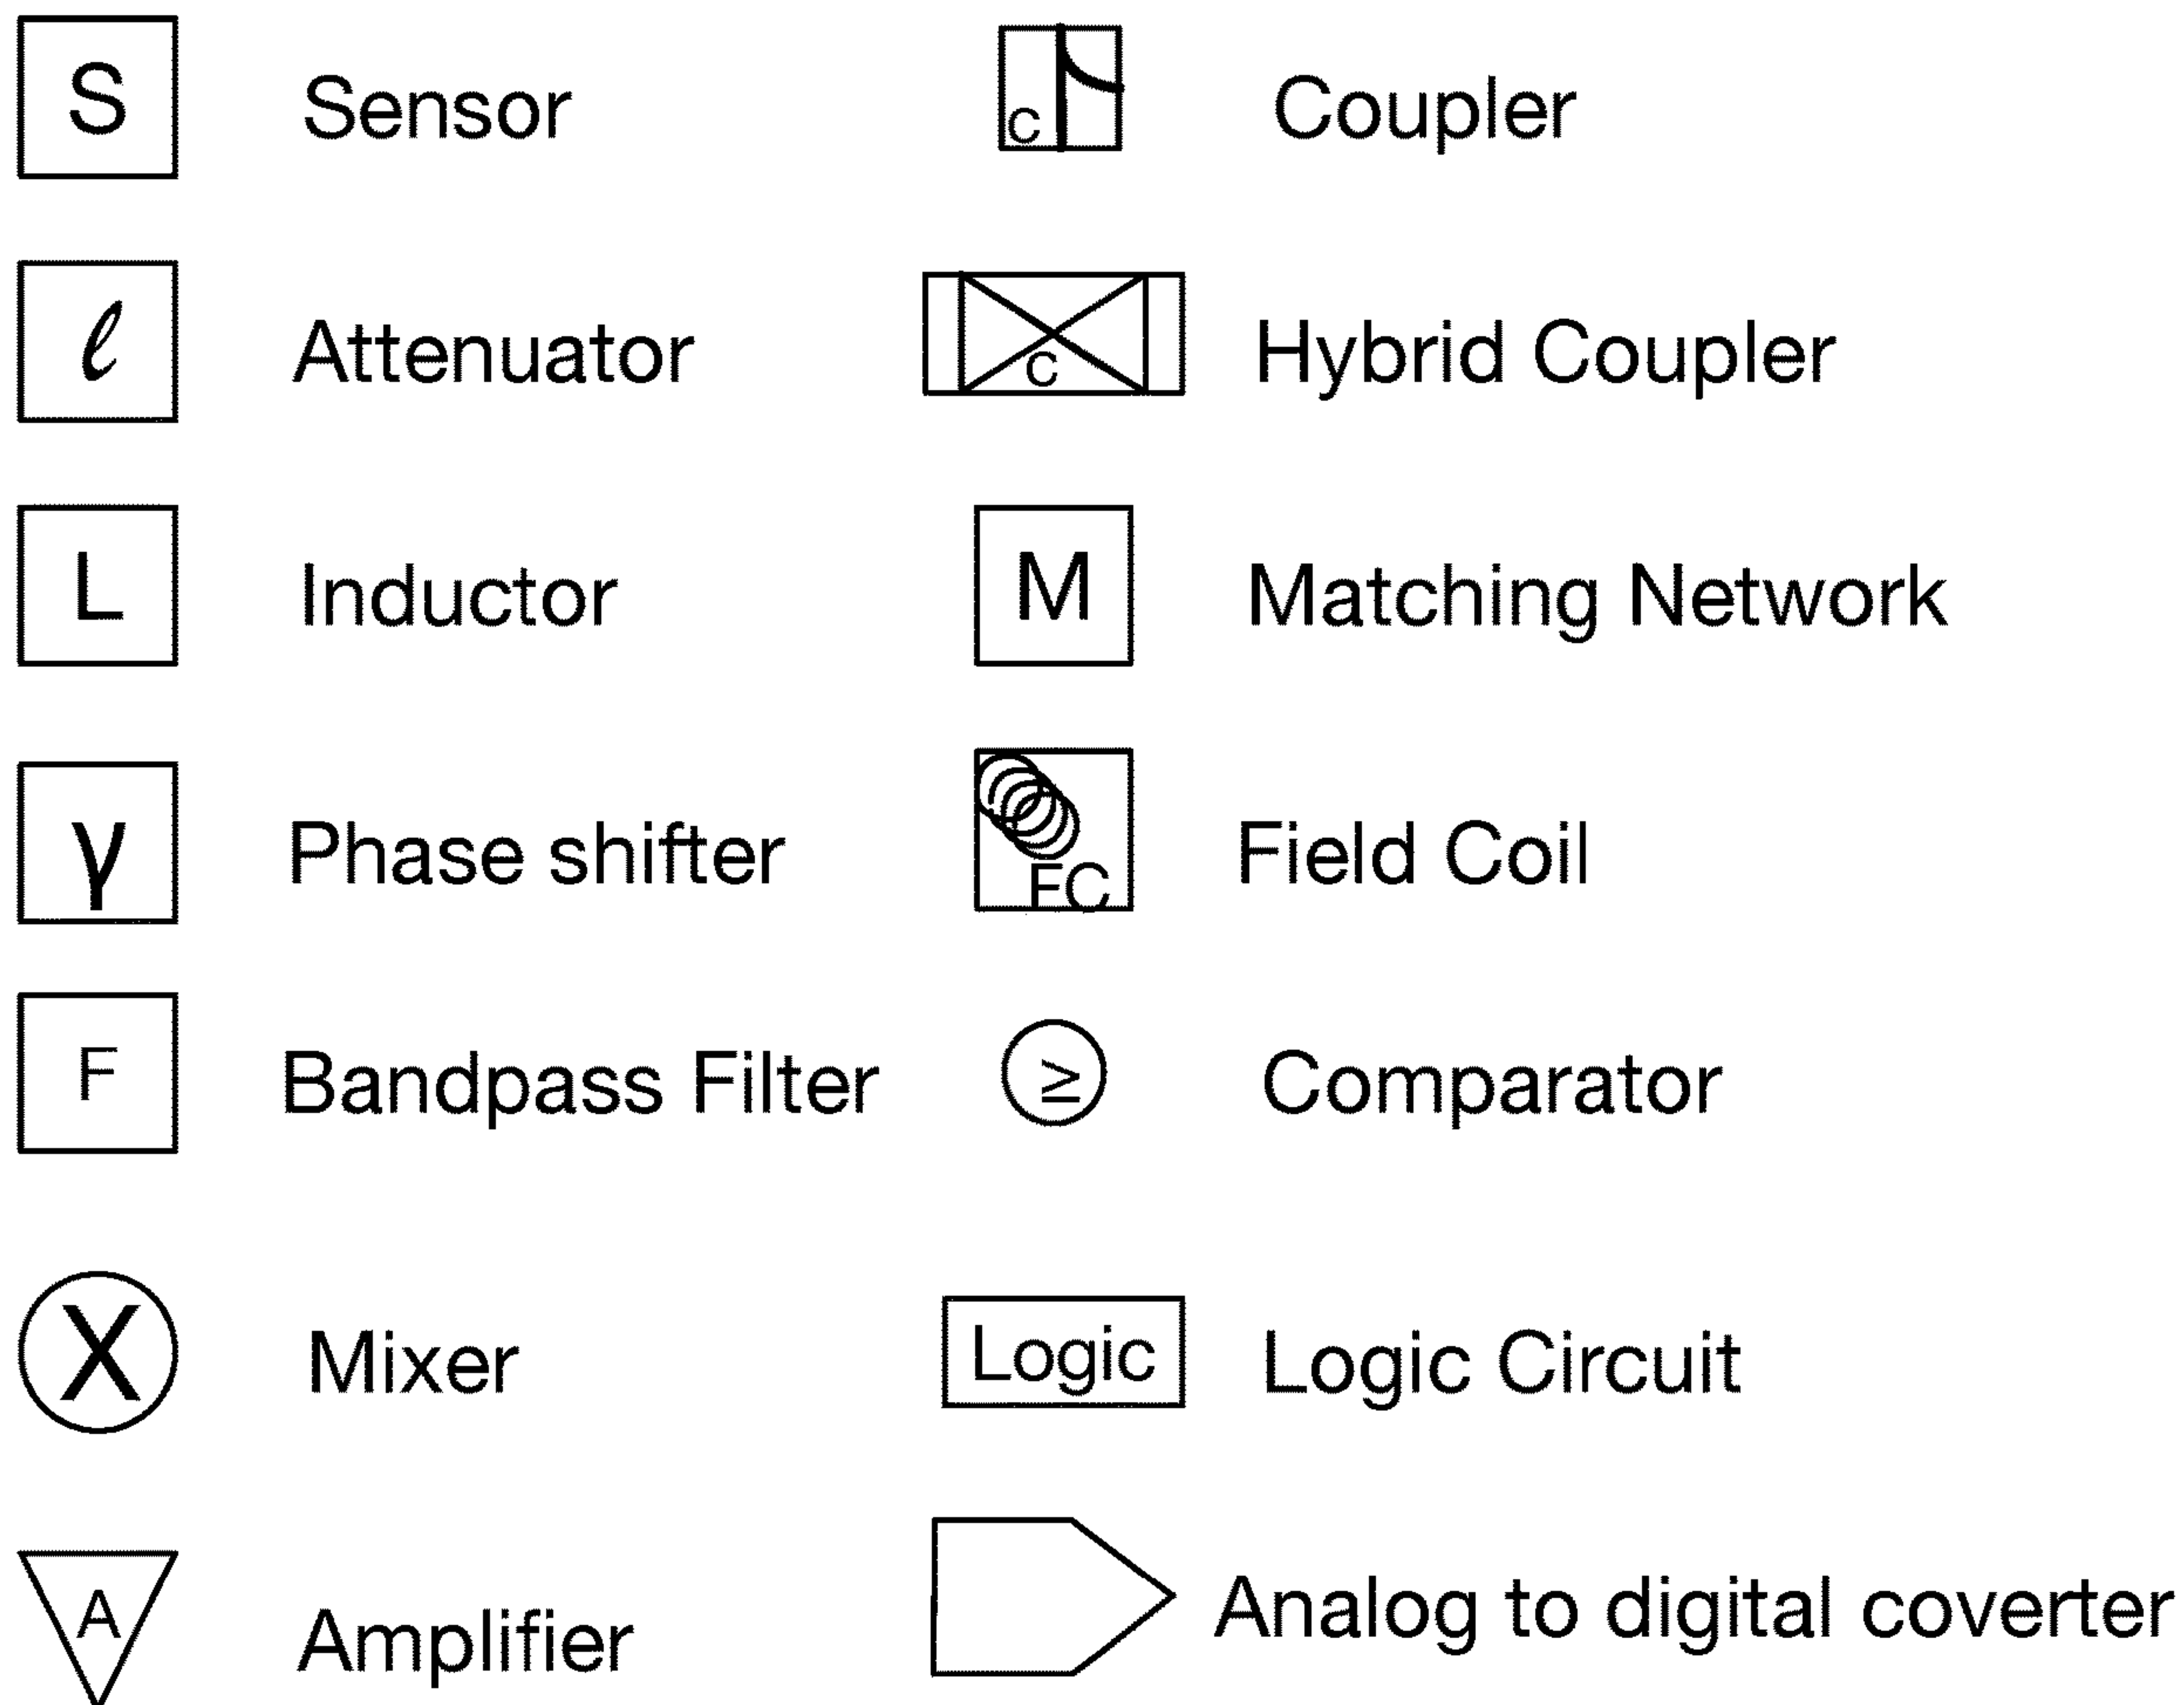 S Sensor
C Coupler
ℓ Attenuator
C Hybrid Coupler
L Inductor
M Matching Network
γ Phase shifter
FC Field Coil
F Bandpass Filter
≥ Comparator
X Mixer
Logic Logic Circuit
A Amplifier
Analog to digital coverter